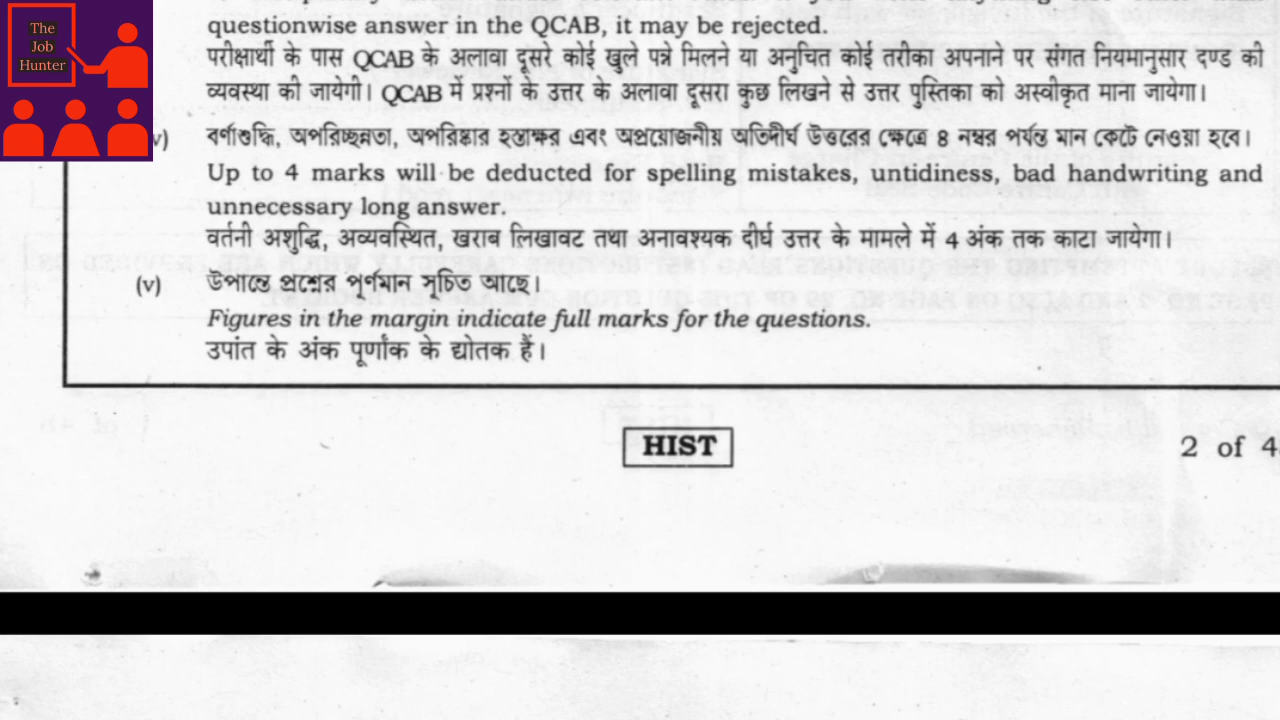 The
Job
Hunter
questionwise answer in the QCAB, it may be rejected.
परीक्षार्थी के पास QCAB के अलावा दूसरे कोई खुले पन्ने मिलने या अनुचित कोई तरीका अपनाने पर संगत नियमानुसार दण्ड की
व्यवस्था की जायेगी। QCAB में प्रश्नों के उत्तर के अलावा दूसरा कुछ लिखने से उत्तर पुस्तिका को अस्वीकृत माना जायेगा।
v) বর্ণাশুদ্ধি, অপরিচ্ছন্নতা, অপরিষ্কার হস্তাক্ষর এবং অপ্রয়োজনীয় অতিদীর্ঘ উত্তরের ক্ষেত্রে ৪ নম্বর পর্যন্ত মান কেটে নেওয়া হবে।
Up to 4 marks will be deducted for spelling mistakes, untidiness, bad handwriting and
unnecessary long answer.
वर्तनी अशुद्धि, अव्यवस्थित, खराब लिखावट तथा अनावश्यक दीर्घ उत्तर के मामले में 4 अंक तक काटा जायेगा।
(v) উপান্তে প্রশ্নের পূর্ণমান সূচিত আছে।
Figures in the margin indicate full marks for the questions.
उपांत के अंक पूर्णांक के द्योतक हैं।
HIST
2 of 4